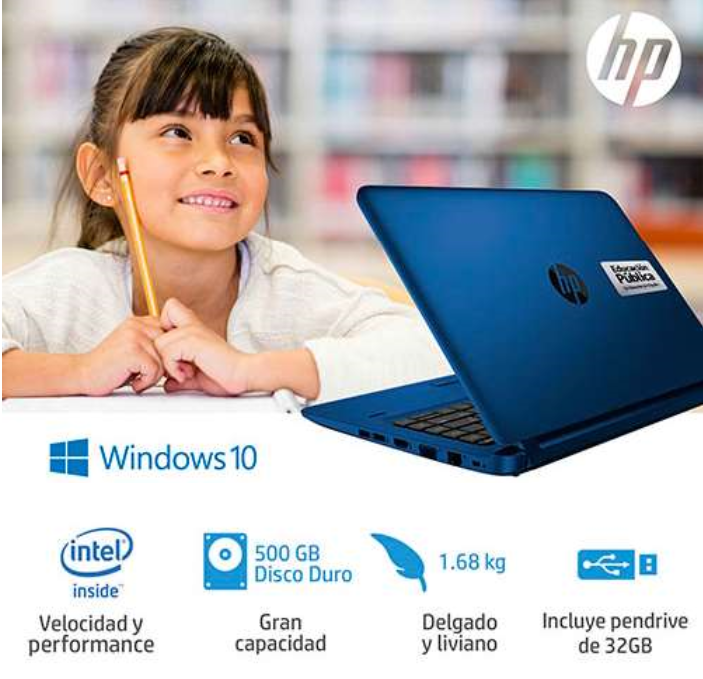 hp
hp
Educación
Pública
Windows 10
intel
inside™
Velocidad y
performance
500 GB
Disco Duro
Gran
capacidad
1.68 kg
Delgado
y liviano
Incluye pendrive
de 32GB